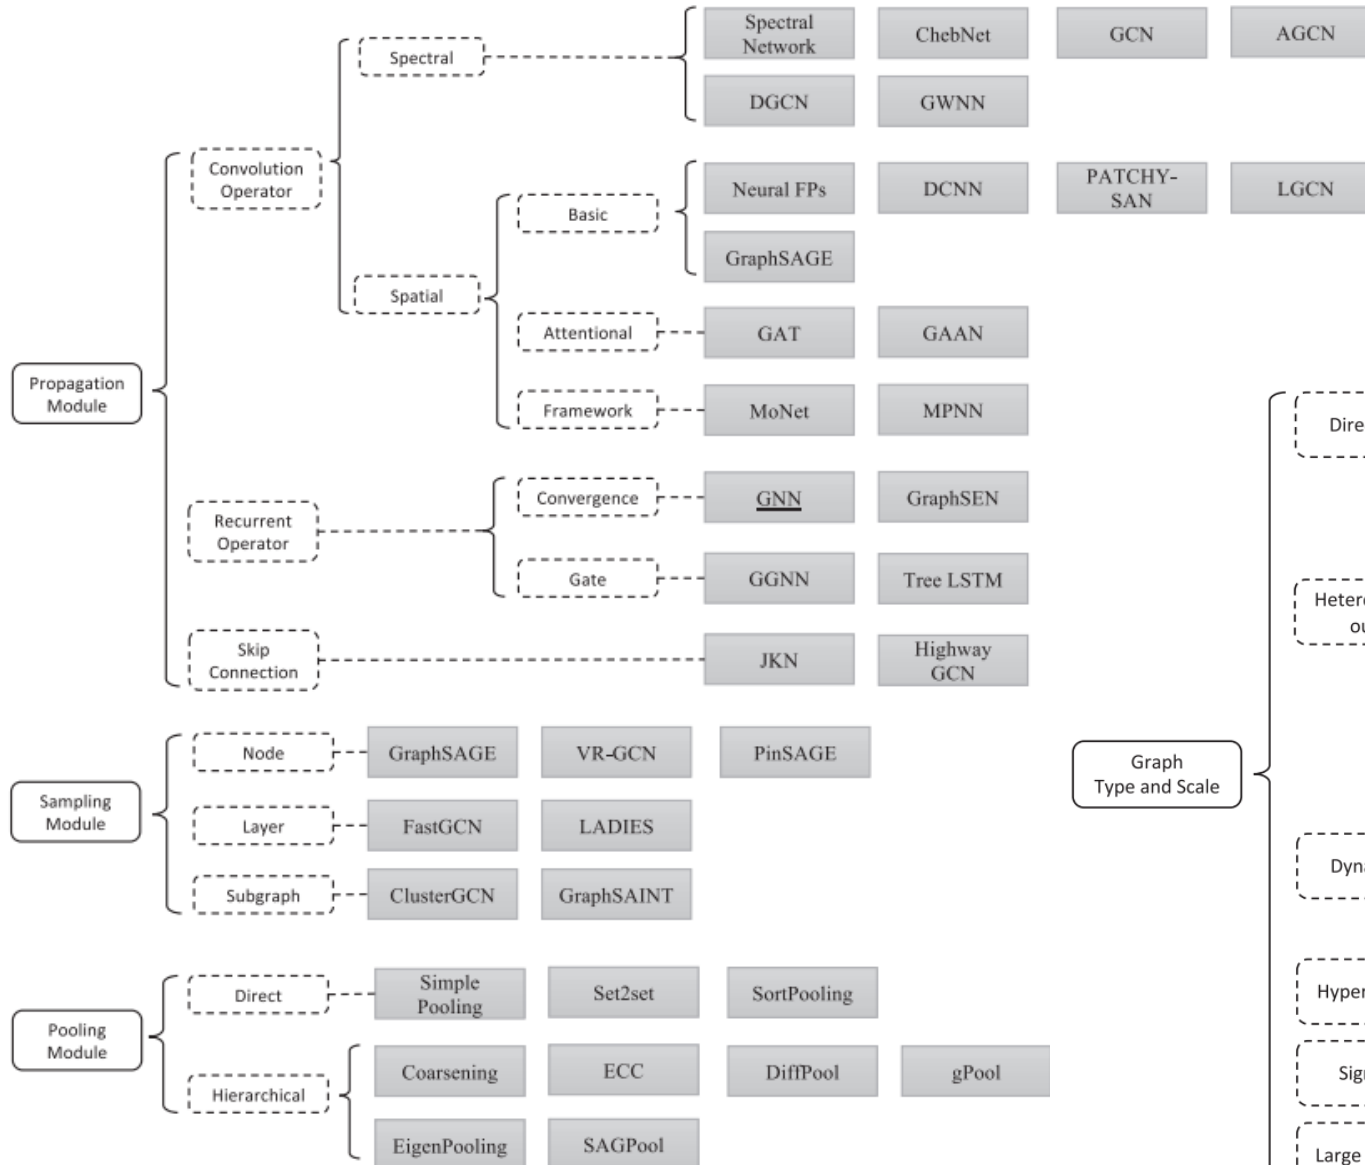 Spectral
Network
ChebNet
GCN
AGCN
Spectral
DGCN
GWNN
Convolution
Operator
Neural FPs
DCNN
PATCHY-
SAN
LGCN
Basic
GraphSAGE
Spatial
Attentional
GAT
GAAN
Propagation
Module
Framework
MoNet
MPNN
Convergence
GNN
GraphSEN
Recurrent
Operator
Gate
GGNN
Tree LSTM
Skip
Connection
JKN
Highway
GCN
Node
GraphSAGE
VR-GCN
PinSAGE
Sampling
Module
Layer
FastGCN
LADIES
Subgraph
ClusterGCN
GraphSAINT
Direct
Simple
Pooling
Set2set
SortPooling
Pooling
Module
Hierarchical
Coarsening
ECC
DiffPool
gPool
EigenPooling
SAGPool
Graph
Type and Scale
Large